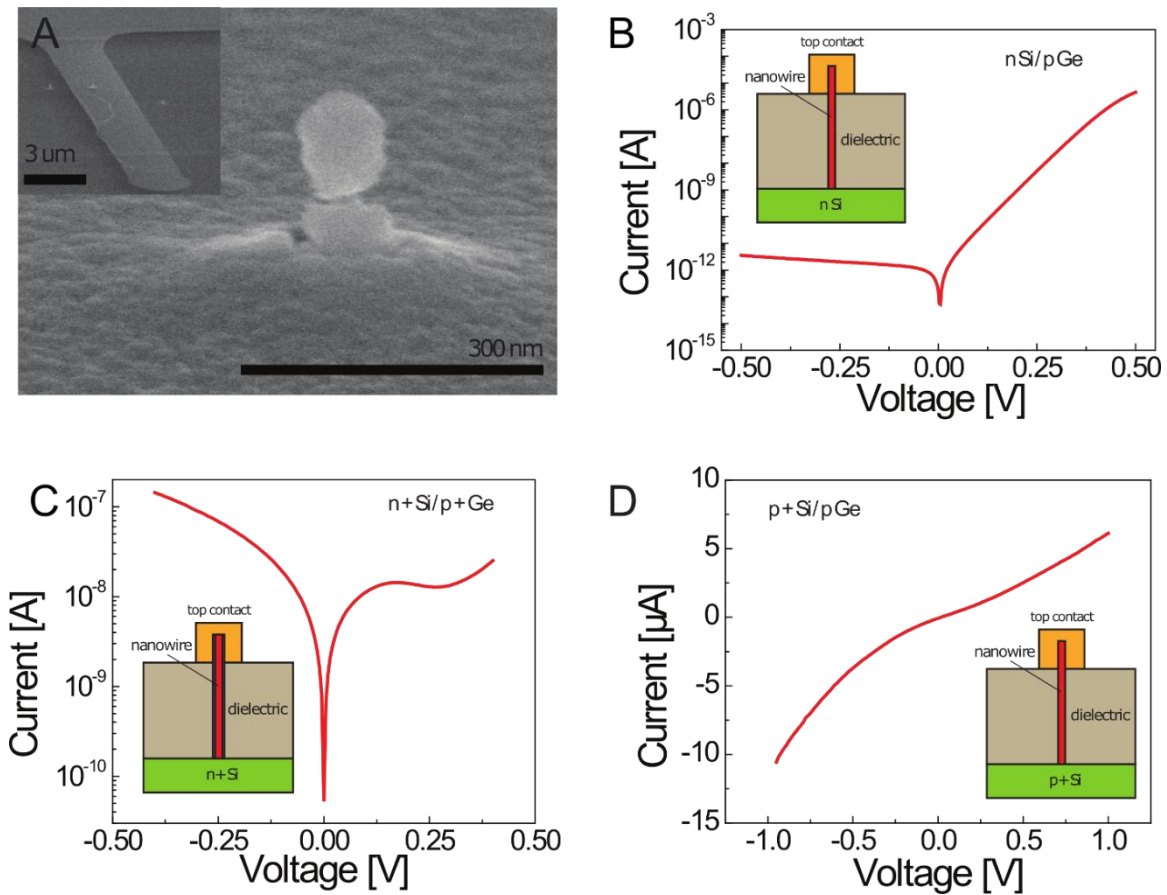 A
3 um
300 nm
B
Current [A]
10⁻³
10⁻⁶
10⁻⁹
10⁻¹²
10⁻¹⁵
top contact
nSi/pGe
nanowire
dielectric
nSi
-0.50 -0.25 0.00 0.25 0.50
Voltage [V]
C
Current [A]
10⁻⁷
10⁻⁸
10⁻⁹
10⁻¹⁰
n+Si/p+Ge
top contact
nanowire
dielectric
n+Si
-0.50 -0.25 0.00 0.25 0.50
Voltage [V]
D
Current [µA]
10
5
0
-5
-10
-15
p+Si/pGe
top contact
nanowire
dielectric
p+Si
-1.0 -0.5 0.0 0.5 1.0
Voltage [V]